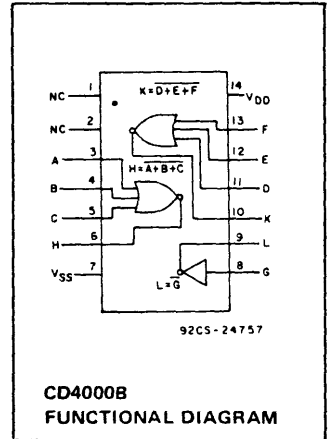 K=D+E+F
14
1
NC
VDD
13
2
NC
F
3
12
A
E
H=A+B+C
4
11
B
D
5
10
C
K
6
9
H
L
7
8
VSS
G
L=G
92CS-24757
CD4000B
FUNCTIONAL DIAGRAM